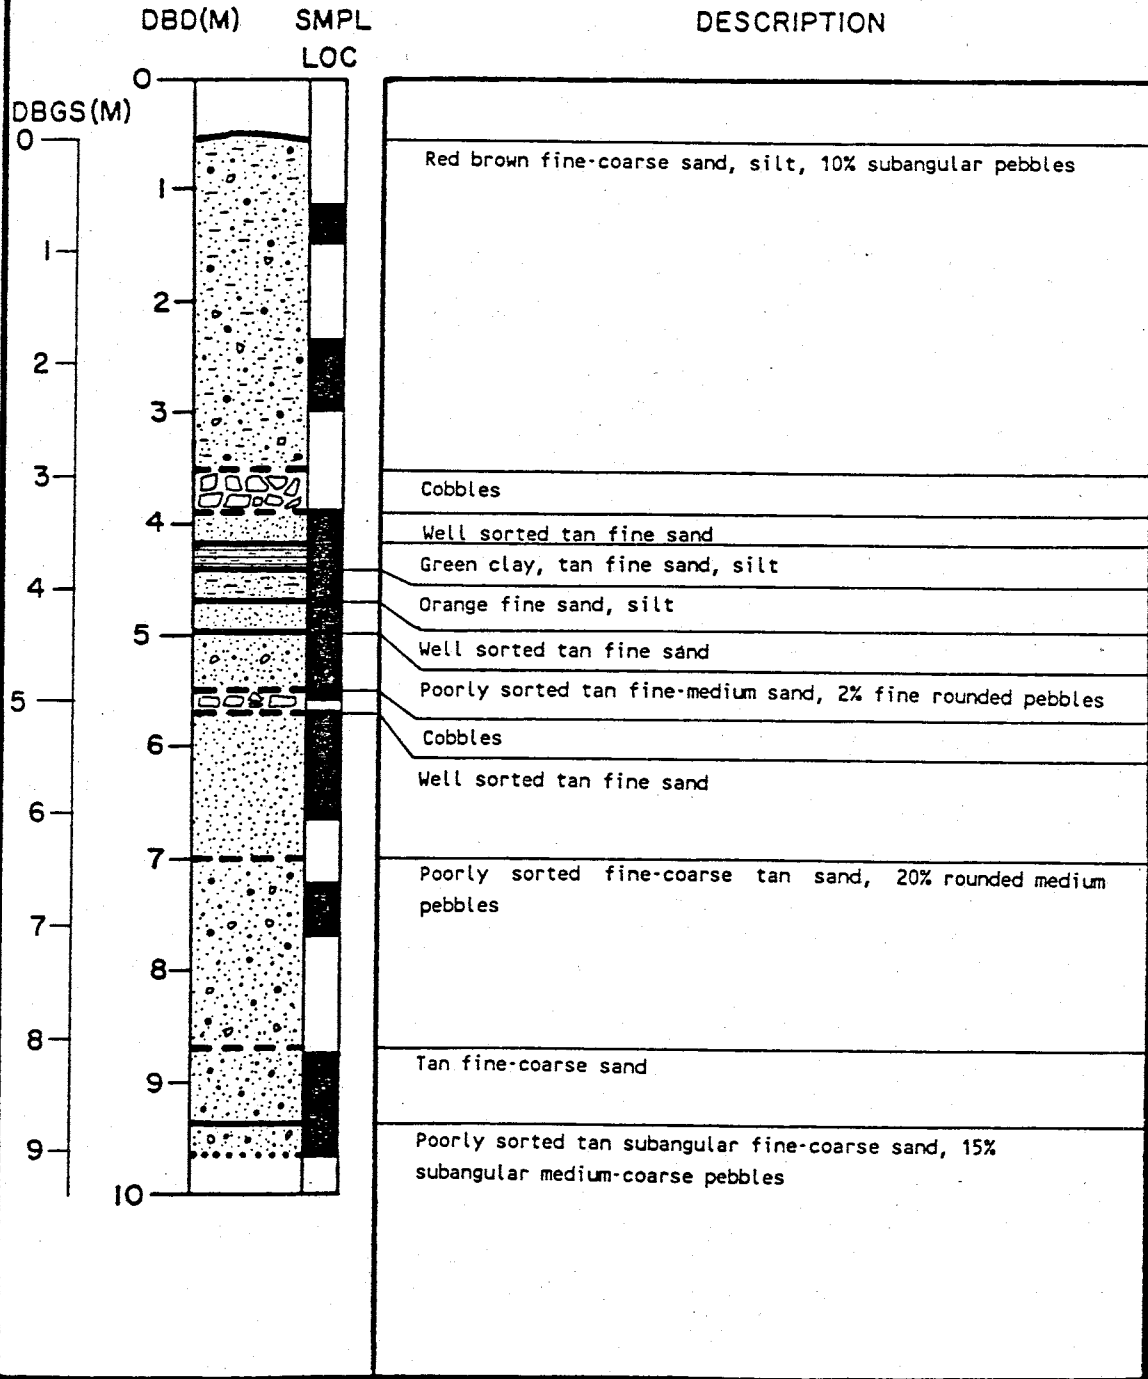 DBD(M) SMPL LOC DESCRIPTION
DBGS(M)
0
1
2
3
4
5
6
7
8
9
10
0
1
2
3
4
5
6
7
8
9
Red brown fine-coarse sand, silt, 10% subangular pebbles
Cobbles
Well sorted tan fine sand
Green clay, tan fine sand, silt
Orange fine sand, silt
Well sorted tan fine sand
Poorly sorted tan fine-medium sand, 2% fine rounded pebbles
Cobbles
Well sorted tan fine sand
Poorly sorted fine-coarse tan sand, 20% rounded medium
pebbles
Tan fine-coarse sand
Poorly sorted tan subangular fine-coarse sand, 15%
subangular medium-coarse pebbles